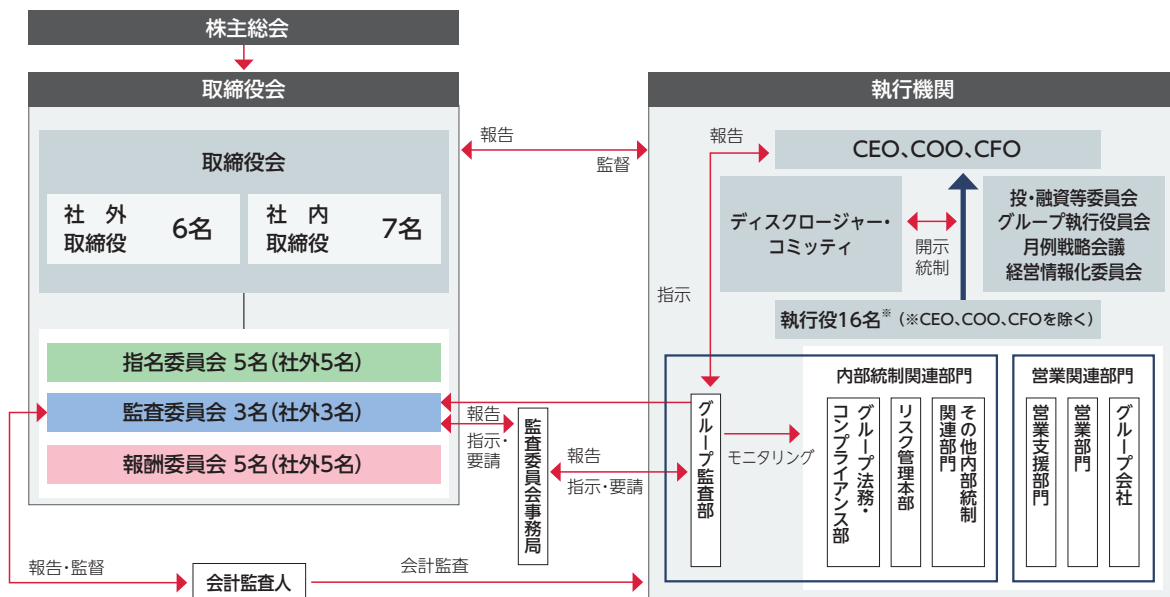 株主総会
取締役会
取締役会
社 外
取締役
6名
社 内
取締役
7名
指名委員会 5名(社外5名)
監査委員会 3名(社外3名)
報酬委員会 5名(社外5名)
報告
監督
報告
指示・
要請
監査委員会事務局
報告
指示・要請
報告・監督
会計監査人
会計監査
執行機関
報告
CEO、COO、CFO
ディスクロージャー・
コミッティ
開示
統制
投・融資等委員会
グループ執行役員会
月例戦略会議
経営情報化委員会
指示
執行役16名※(※CEO、COO、CFOを除く)
グループ監査部
モニタリング
内部統制関連部門
グループ法務・
コンプライアンス部
リスク管理本部
その他内部統制
関連部門
営業関連部門
営業支援部門
営業部門
グループ会社